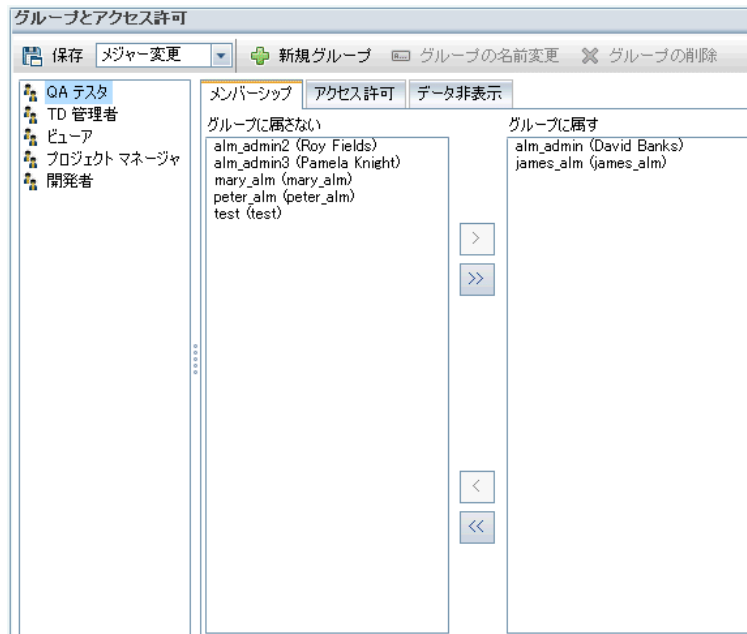 グループとアクセス許可
保存 メジャー変更 新規グループ グループの名前変更 グループの削除
QA テスタ
TD 管理者
ビューア
プロジェクト マネージャ
開発者
メンバーシップ アクセス許可 データ非表示
グループに属さない
alm_admin2 (Roy Fields)
alm_admin3 (Pamela Knight)
mary_alm (mary_alm)
peter_alm (peter_alm)
test (test)
>
>>
<
<<
グループに属す
alm_admin (David Banks)
james_alm (james_alm)